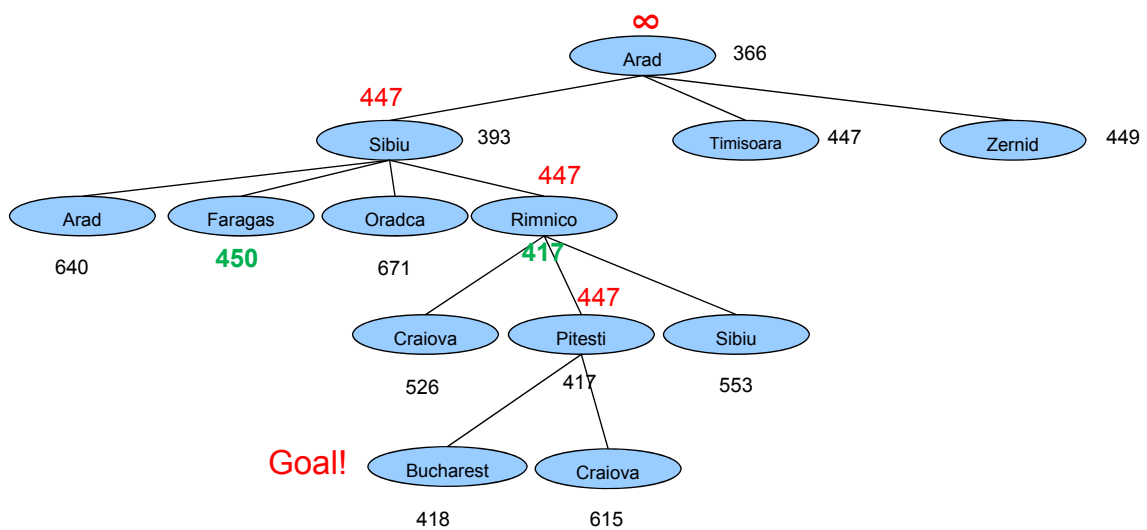 ∞
Arad 366
447
Sibiu 393 Timisoara 447 Zernid 449
447
Arad Faragas Oradca Rimnico
640 450 671 417
447
Craiova Pitesti Sibiu
526 417 553
Goal! Bucharest Craiova
418 615